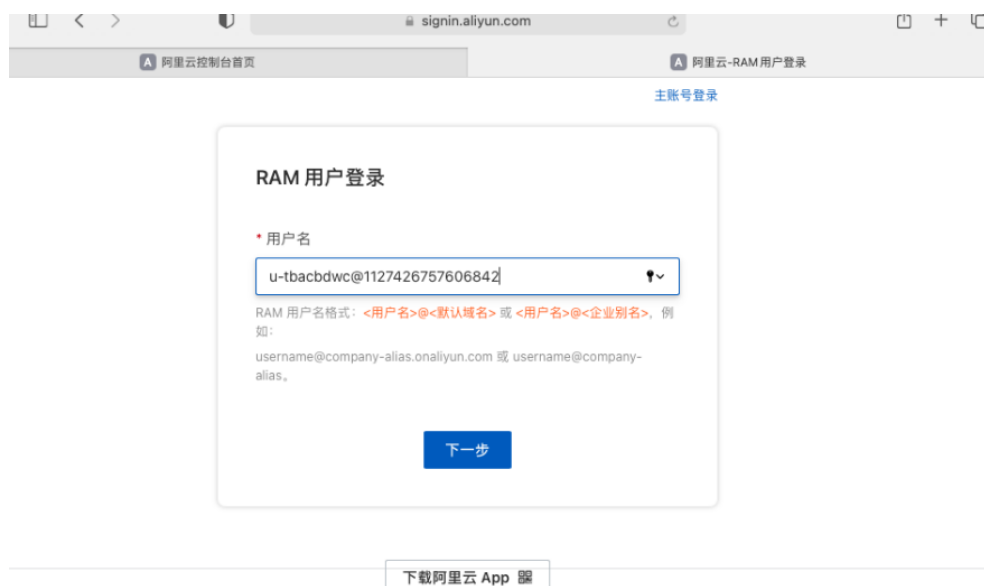 signin.aliyun.com
阿里云控制台首页
阿里云-RAM用户登录
主账号登录
RAM 用户登录
* 用户名
u-tbacbdwc@1127426757606842
RAM 用户名格式：<用户名>@<默认域名> 或 <用户名>@<企业别名>，例
如：
username@company-alias.onaliyun.com 或 username@company-
alias。
下一步
下载阿里云 App